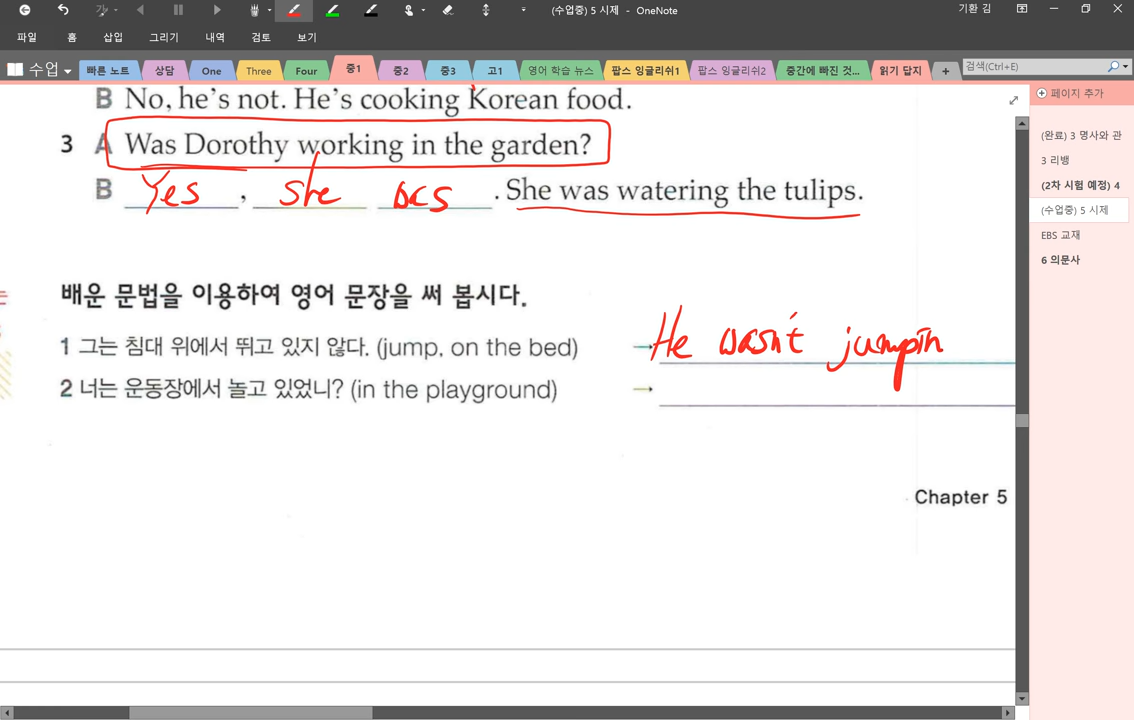 (수업중) 5 시제 - OneNote
기환 김
파일 홈 삽입 그리기 내역 검토 보기
수업 빠른 노트 상담 One Three Four 중1 중2 중3 고1 영어 학습 뉴스 팝스 잉글리쉬1 팝스 잉글리쉬2 중간에 빠진 것... 읽기 답지 + 검색(Ctrl+E)
페이지 추가
(완료) 3 명사와 관
3 리뱅
(2차 시험 예정) 4
(수업중) 5 시제
EBS 교재
6 의문사
B No, he's not. He's cooking Korean food.
3 A Was Dorothy working in the garden?
B Yes, she was. She was watering the tulips.
배운 문법을 이용하여 영어 문장을 써 봅시다.
1 그는 침대 위에서 뛰고 있지 않다. (jump, on the bed) → He wasn't jumpin
2 너는 운동장에서 놀고 있었니? (in the playground) →
Chapter 5